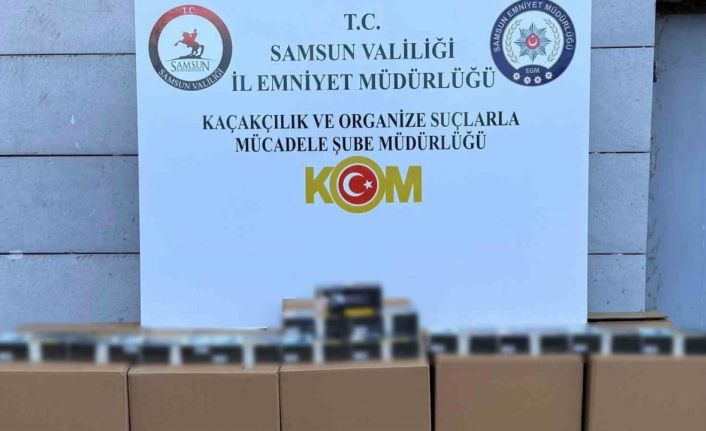 T.C.
SAMSUN VALİLİĞİ
İL EMNİYET MÜDÜRLÜĞÜ
KAÇAKÇILIK VE ORGANİZE SUÇLARLA
MÜCADELE ŞUBE MÜDÜRLÜĞÜ
KOM
T.C.
SAMSUN
SAMSUN VALİLİĞİ
SAMSUN EMNİYET MÜDÜRLÜĞÜ
EGM